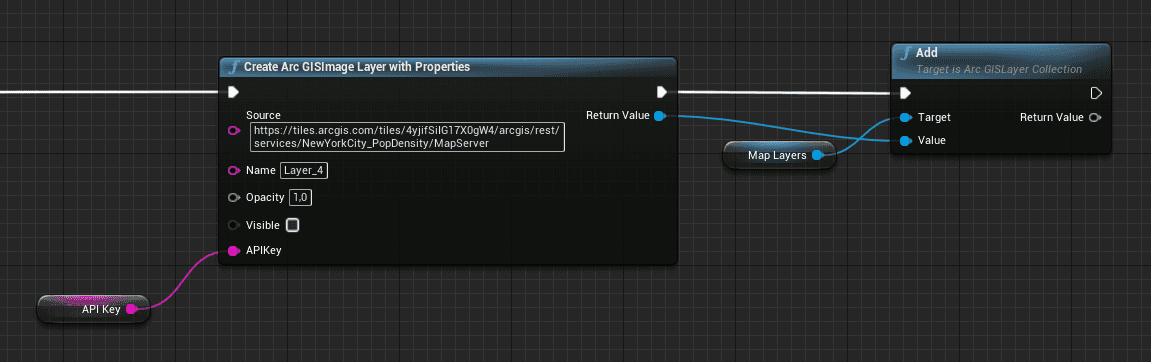 Create Arc GISImage Layer with Properties
Source
https://tiles.arcgis.com/tiles/4yjifSiIG17X0gW4/arcgis/rest/
services/NewYorkCity_PopDensity/MapServer
Name Layer_4
Opacity 1,0
Visible
APIKey
Return Value
API Key
Map Layers
Add
Target is Arc GISLayer Collection
Target
Return Value
Value